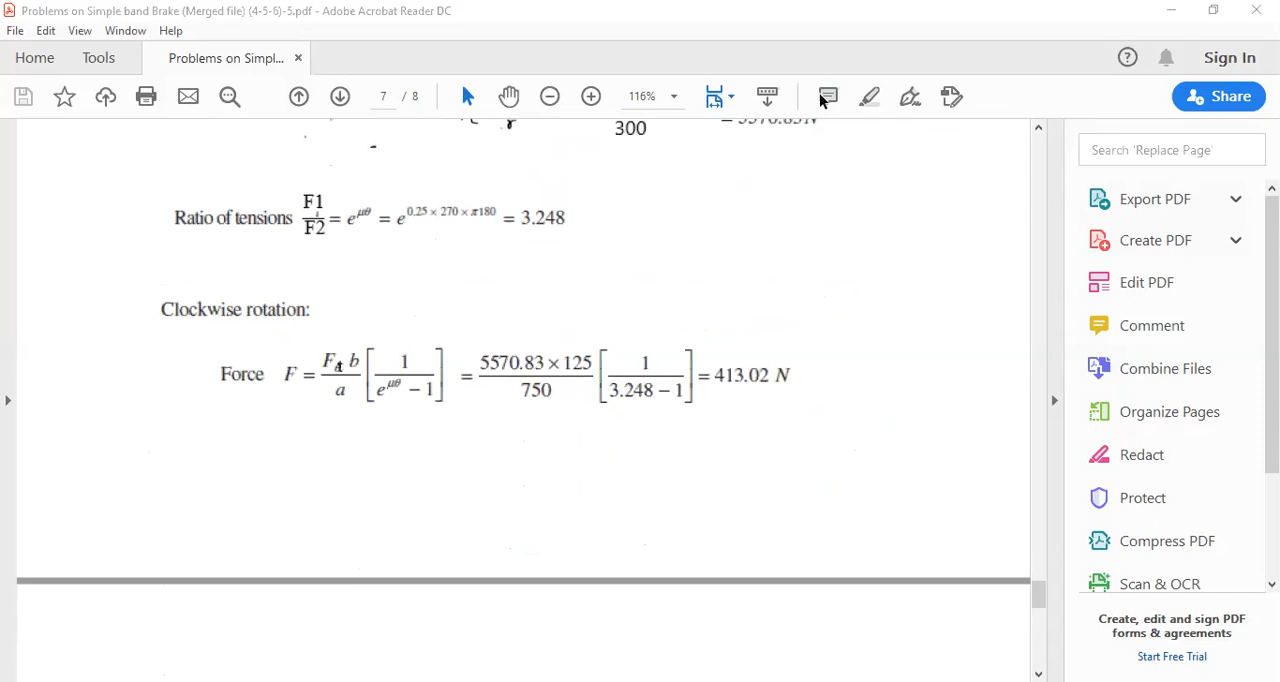 Problems on Simple band Brake (Merged file) (4-5-6)-5.pdf - Adobe Acrobat Reader DC
File Edit View Window Help
Home Tools Problems on Simpl... × Sign In
7 / 8 116% Share
300 = 5570.83 N
Search 'Replace Page'
Ratio of tensions F1/F2 = e^μθ = e^0.25 × 270 × π180 = 3.248
Clockwise rotation:
Force F = Ft b / a [1 / (e^μθ − 1)] = 5570.83 × 125 / 750 [1 / (3.248 − 1)] = 413.02 N
Export PDF
Create PDF
Edit PDF
Comment
Combine Files
Organize Pages
Redact
Protect
Compress PDF
Scan & OCR
Create, edit and sign PDF
forms & agreements
Start Free Trial